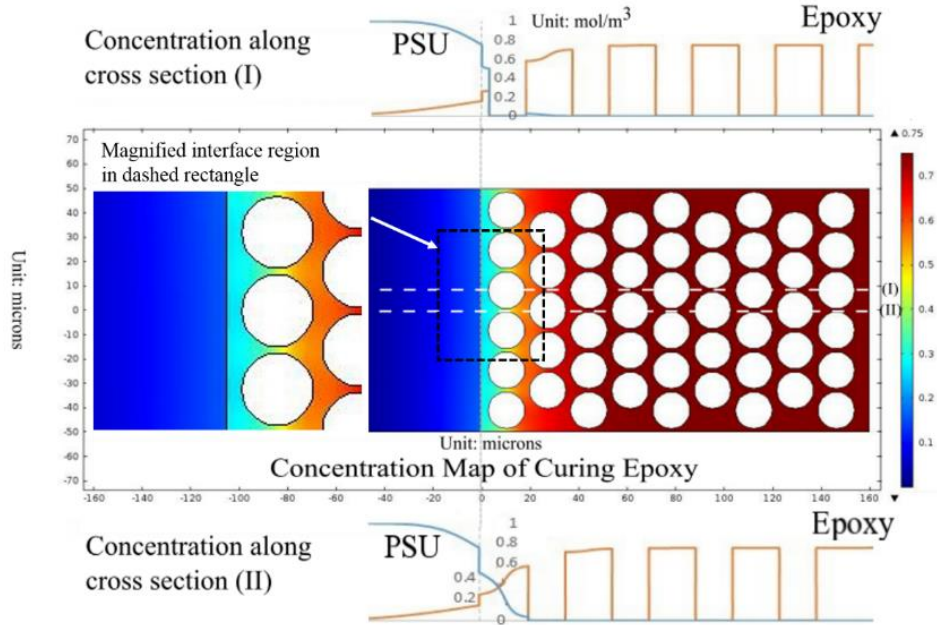 Concentration along
cross section (I)
PSU
1
0.8
0.6
0.4
0.2
0
Unit: mol/m3
Epoxy
Magnified interface region
in dashed rectangle
Unit: microns
70
60
50
40
30
20
10
0
-10
-20
-30
-40
-50
-60
-70
(I)
(II)
▲ 0.75
0.7
0.6
0.5
0.4
0.3
0.2
0.1
▼
Unit: microns
Concentration Map of Curing Epoxy
-160 -140 -120 -100 -80 -60 -40 -20 0 20 40 60 80 100 120 140 160
Concentration along
cross section (II)
PSU
1
0.8
0.6
0.4
0.2
0
Epoxy